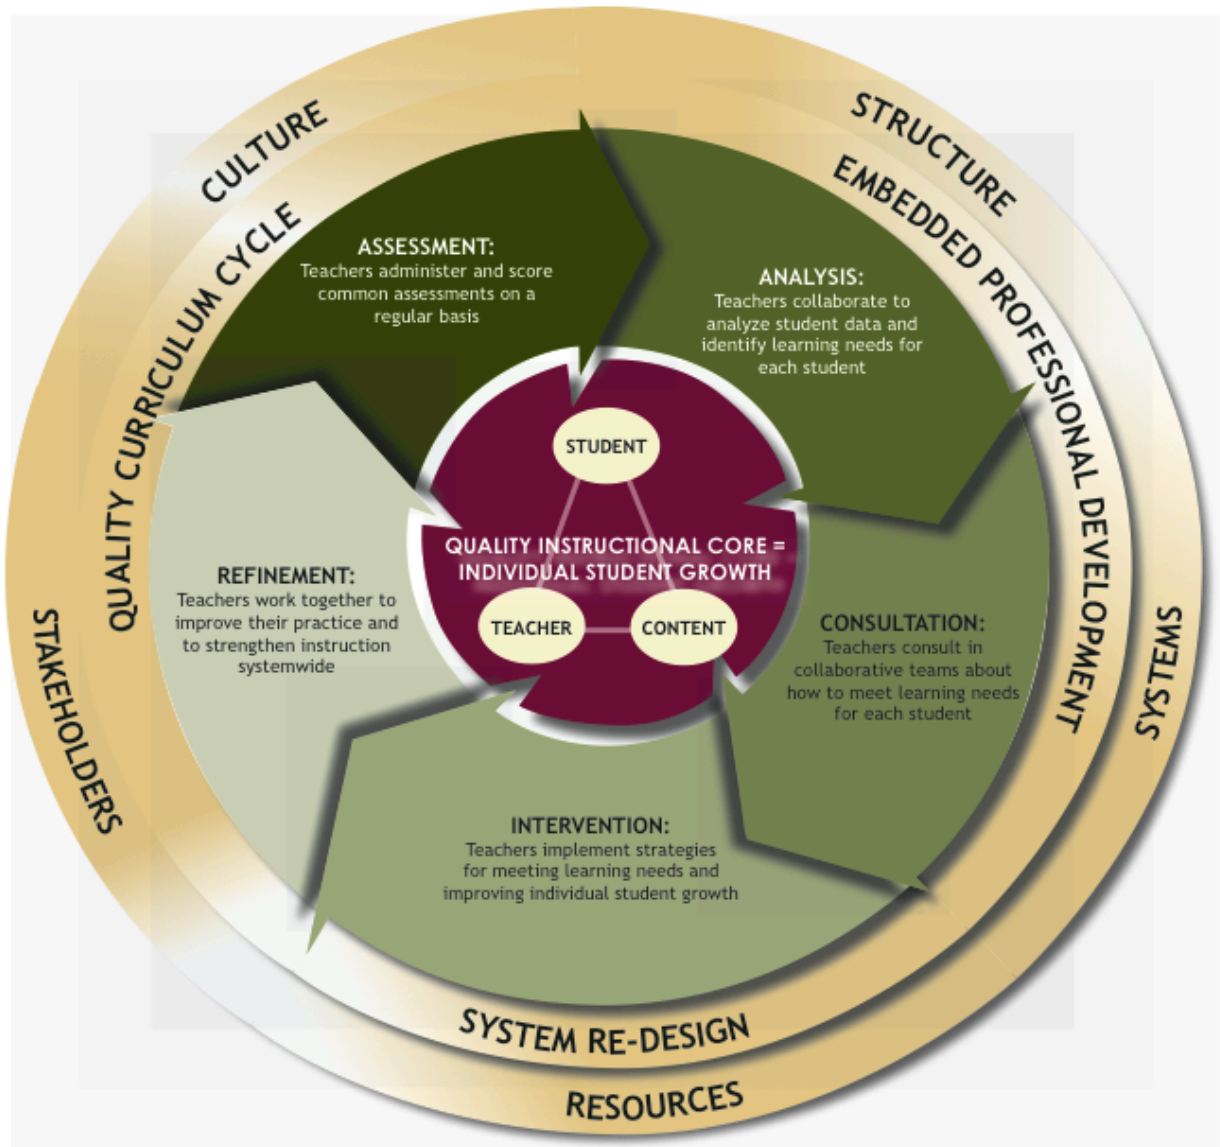 CULTURE
STRUCTURE
SYSTEMS
RESOURCES
STAKEHOLDERS
QUALITY CURRICULUM CYCLE
EMBEDDED PROFESSIONAL DEVELOPMENT
SYSTEM RE-DESIGN
ASSESSMENT:
Teachers administer and score
common assessments on a
regular basis
ANALYSIS:
Teachers collaborate to
analyze student data and
identify learning needs for
each student
CONSULTATION:
Teachers consult in
collaborative teams about
how to meet learning needs
for each student
INTERVENTION:
Teachers implement strategies
for meeting learning needs and
improving individual student growth
REFINEMENT:
Teachers work together to
improve their practice and
to strengthen instruction
systemwide
STUDENT
QUALITY INSTRUCTIONAL CORE =
INDIVIDUAL STUDENT GROWTH
TEACHER
CONTENT